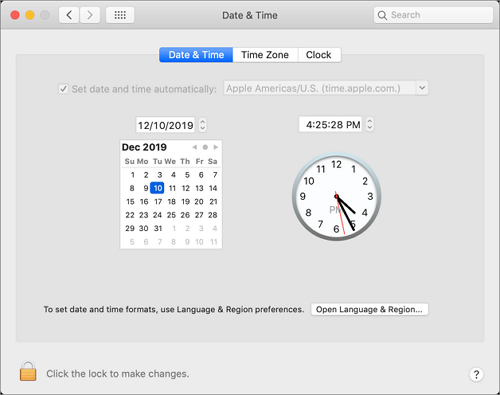 Date & Time
Search
Date & Time Time Zone Clock
Set date and time automatically: Apple Americas/U.S. (time.apple.com.)
12/10/2019
4:25:28 PM
Dec 2019
Su Mo Tu We Th Fr Sa
1 2 3 4 5 6 7
8 9 10 11 12 13 14
15 16 17 18 19 20 21
22 23 24 25 26 27 28
29 30 31 1 2 3 4
5 6 7 8 9 10 11
12 1 2 3 4 5 6 7 8 9 10 11
PM
To set date and time formats, use Language & Region preferences. Open Language & Region...
Click the lock to make changes.
?